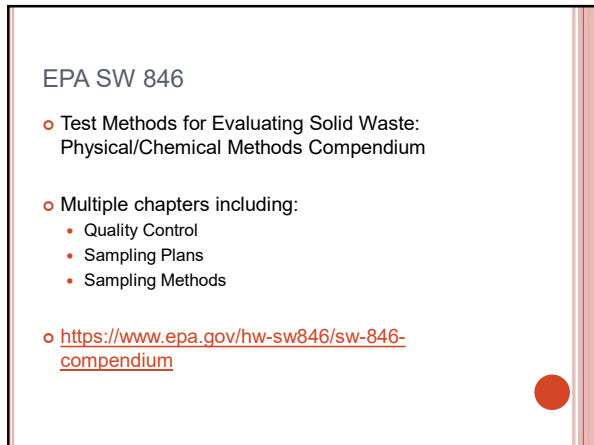 EPA SW 846
Test Methods for Evaluating Solid Waste:
Physical/Chemical Methods Compendium
Multiple chapters including:
Quality Control
Sampling Plans
Sampling Methods
https://www.epa.gov/hw-sw846/sw-846-
compendium